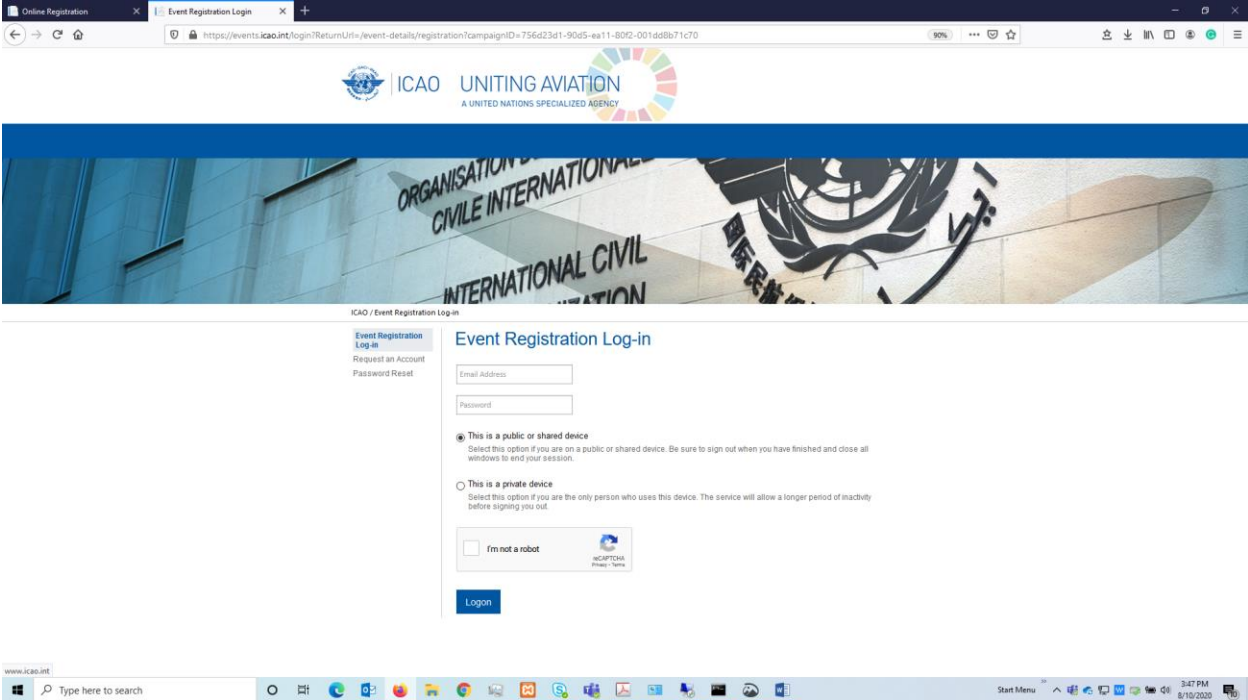 Online Registration
Event Registration Login
https://events.icao.int/login?ReturnUrl=/event-details/registration?campaignID=756d23d1-90d5-ea11-80f2-001dd8b71c70
90%
ICAO
UNITING AVIATION
A UNITED NATIONS SPECIALIZED AGENCY
CIVILE INTERNATIONALE
INTERNATIONAL CIVIL
ICAO / Event Registration Log-in
Event Registration
Log-in
Request an Account
Password Reset
Event Registration Log-in
Email Address
Password
This is a public or shared device
Select this option if you are on a public or shared device. Be sure to sign out when you have finished and close all
windows to end your session.
This is a private device
Select this option if you are the only person who uses this device. The service will allow a longer period of inactivity
before signing you out.
I'm not a robot
reCAPTCHA
Privacy - Terms
Logon
www.icao.int
Type here to search
Start Menu
3:47 PM
8/10/2020